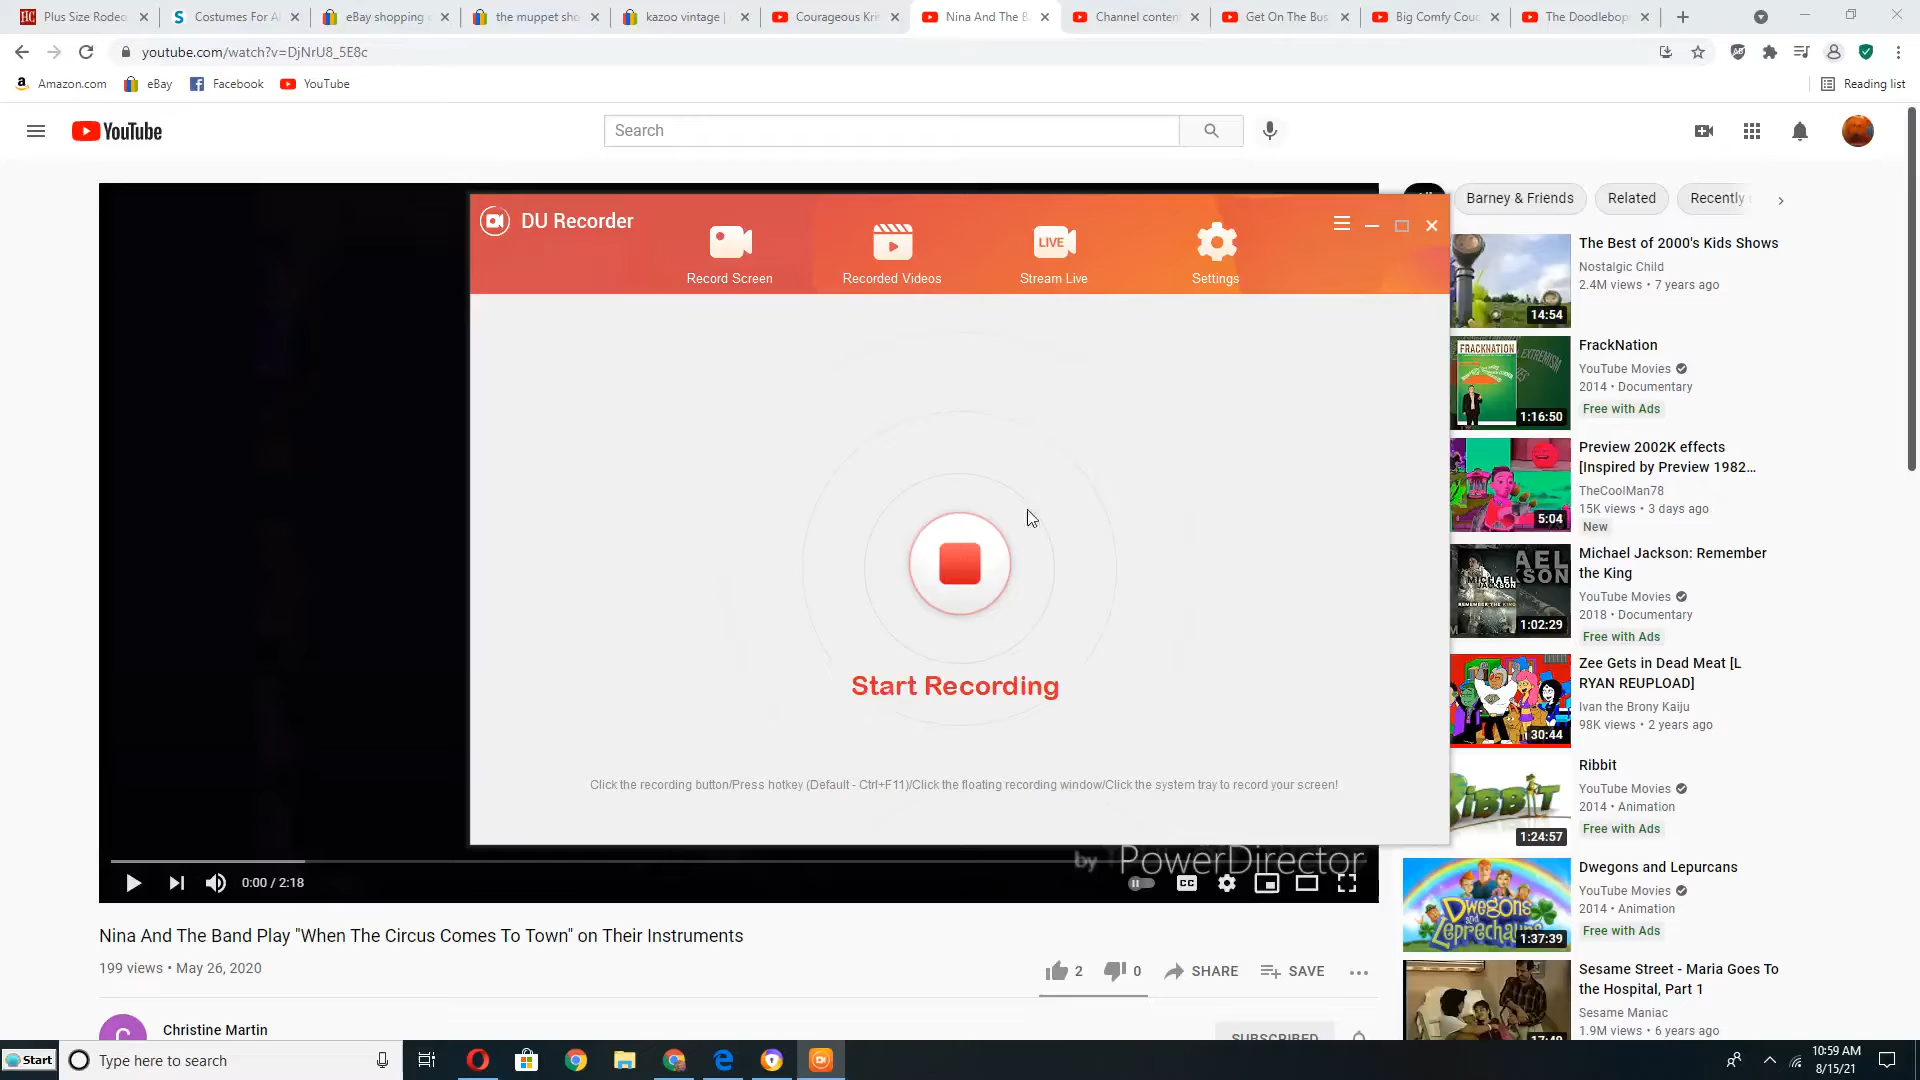 Plus Size Rodeo
Costumes For A
eBay shopping
the muppet sho
kazoo vintage |
Courageous Kri
Nina And The B
Channel conten
Get On The Bus
Big Comfy Couc
The Doodlebop
youtube.com/watch?v=DjNrU8_5E8c
Amazon.com
eBay
Facebook
YouTube
Reading list
YouTube
Search
Barney & Friends
Related
Recently
DU Recorder
Record Screen
Recorded Videos
LIVE
Stream Live
Settings
Start Recording
Click the recording button/Press hotkey (Default - Ctrl+F11)/Click the floating recording window/Click the system tray to record your screen!
by PowerDirector
0:00 / 2:18
CC
Nina And The Band Play "When The Circus Comes To Town" on Their Instruments
199 views • May 26, 2020
2
0
SHARE
SAVE
C
Christine Martin
SUBSCRIBED
The Best of 2000's Kids Shows
Nostalgic Child
2.4M views • 7 years ago
14:54
FRACKNATION
FrackNation
YouTube Movies
2014 • Documentary
Free with Ads
1:16:50
Preview 2002K effects
[Inspired by Preview 1982...
TheCoolMan78
15K views • 3 days ago
New
5:04
MICHAEL
JACKSON
REMEMBER THE KING
Michael Jackson: Remember
the King
YouTube Movies
2018 • Documentary
Free with Ads
1:02:29
Zee Gets in Dead Meat [L
RYAN REUPLOAD]
Ivan the Brony Kaiju
98K views • 2 years ago
30:44
Ribbit
YouTube Movies
2014 • Animation
Free with Ads
1:24:57
Dwegons and Leprechauns
Dwegons and Lepurcans
YouTube Movies
2014 • Animation
Free with Ads
1:37:39
Sesame Street - Maria Goes To
the Hospital, Part 1
Sesame Maniac
1.9M views • 6 years ago
Start
Type here to search
10:59 AM
8/15/21